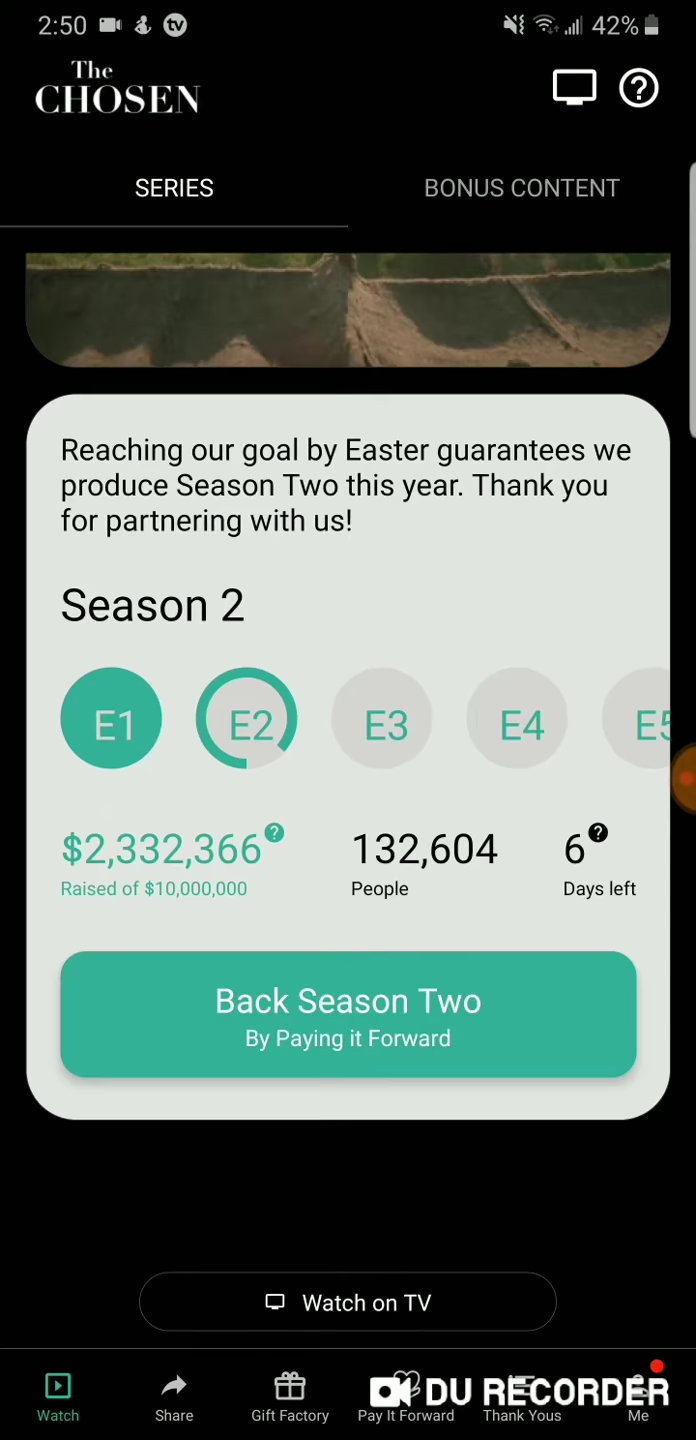 2:50 tv 42%
The
CHOSEN
SERIES BONUS CONTENT
Reaching our goal by Easter guarantees we
produce Season Two this year. Thank you
for partnering with us!
Season 2
E1 E2 E3 E4 E5
$2,332,366 132,604 6
Raised of $10,000,000 People Days left
Back Season Two
By Paying it Forward
Watch on TV
DU RECORDER
Watch Share Gift Factory Pay It Forward Thank Yous Me